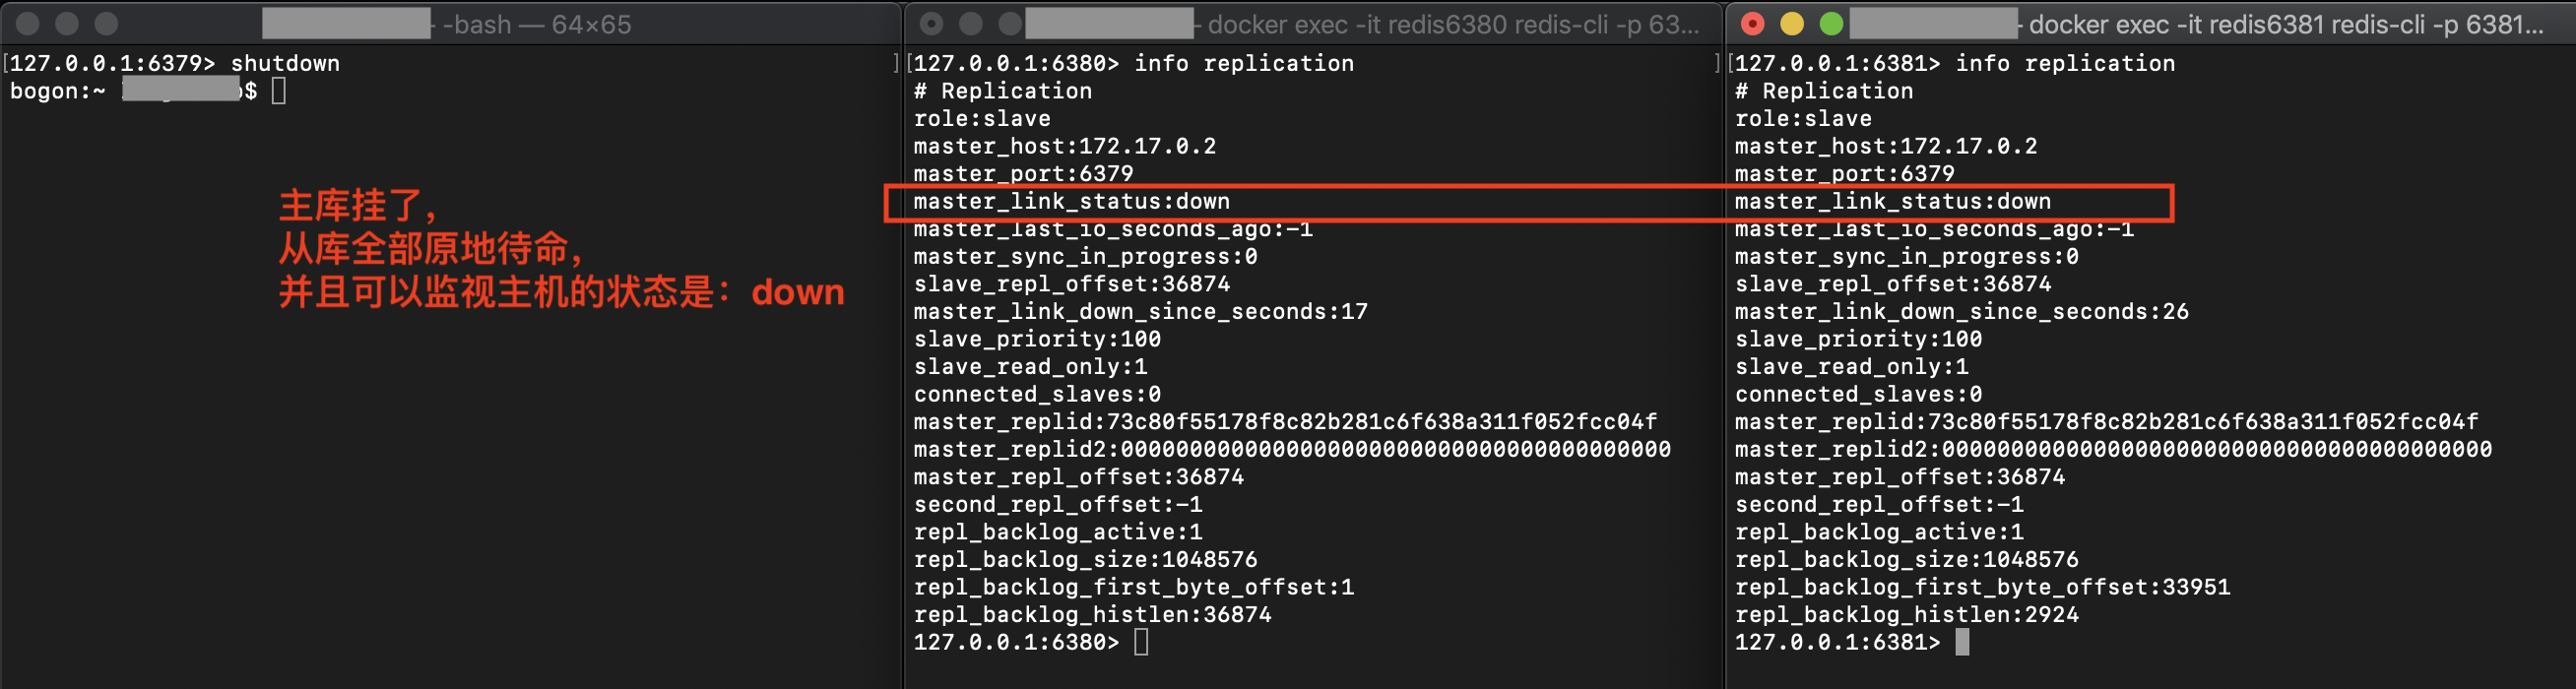 -bash — 64×65
[127.0.0.1:6379> shutdown ]
bogon:~ $
主库挂了，
从库全部原地待命，
并且可以监视主机的状态是：down
- docker exec -it redis6380 redis-cli -p 63...
[127.0.0.1:6380> info replication ]
# Replication
role:slave
master_host:172.17.0.2
master_port:6379
master_link_status:down
master_last_io_seconds_ago:-1
master_sync_in_progress:0
slave_repl_offset:36874
master_link_down_since_seconds:17
slave_priority:100
slave_read_only:1
connected_slaves:0
master_replid:73c80f55178f8c82b281c6f638a311f052fcc04f
master_replid2:0000000000000000000000000000000000000000
master_repl_offset:36874
second_repl_offset:-1
repl_backlog_active:1
repl_backlog_size:1048576
repl_backlog_first_byte_offset:1
repl_backlog_histlen:36874
127.0.0.1:6380>
- docker exec -it redis6381 redis-cli -p 6381...
[127.0.0.1:6381> info replication
# Replication
role:slave
master_host:172.17.0.2
master_port:6379
master_link_status:down
master_last_io_seconds_ago:-1
master_sync_in_progress:0
slave_repl_offset:36874
master_link_down_since_seconds:26
slave_priority:100
slave_read_only:1
connected_slaves:0
master_replid:73c80f55178f8c82b281c6f638a311f052fcc04f
master_replid2:0000000000000000000000000000000000000000
master_repl_offset:36874
second_repl_offset:-1
repl_backlog_active:1
repl_backlog_size:1048576
repl_backlog_first_byte_offset:33951
repl_backlog_histlen:2924
127.0.0.1:6381>